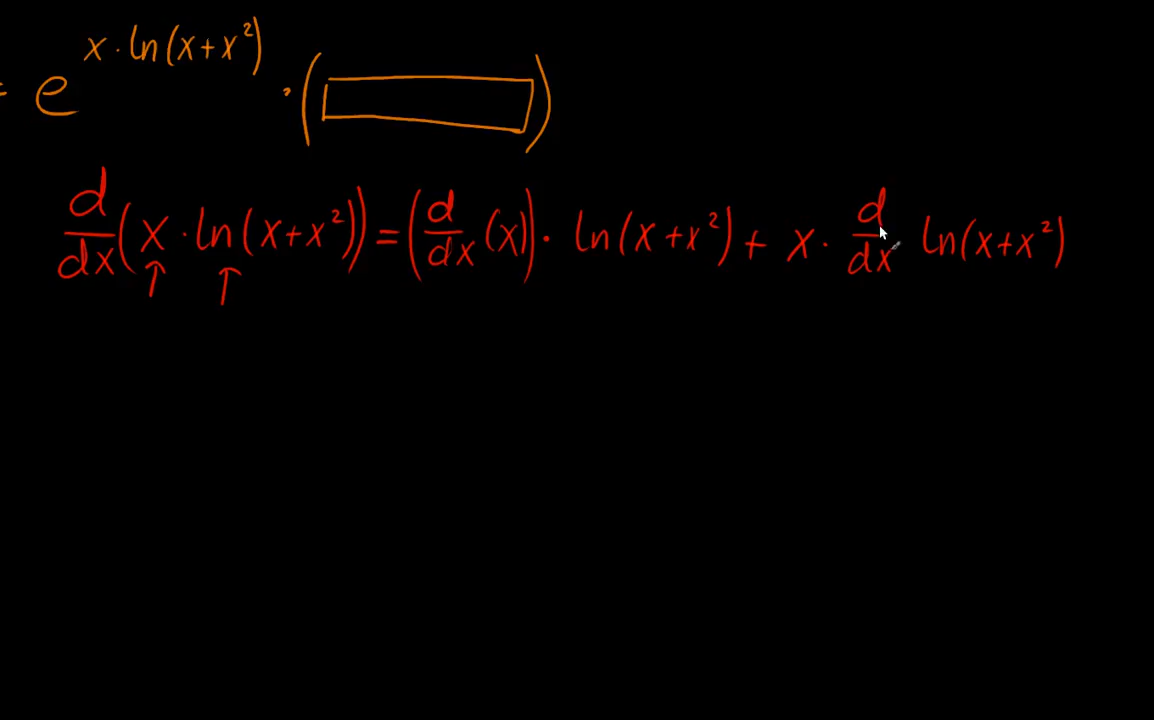 = e^{x · ln(x+x²)} · ( )
d/dx (x · ln(x+x²)) = (d/dx (x)) · ln(x+x²) + x · d/dx ln(x+x²)
↑ ↑